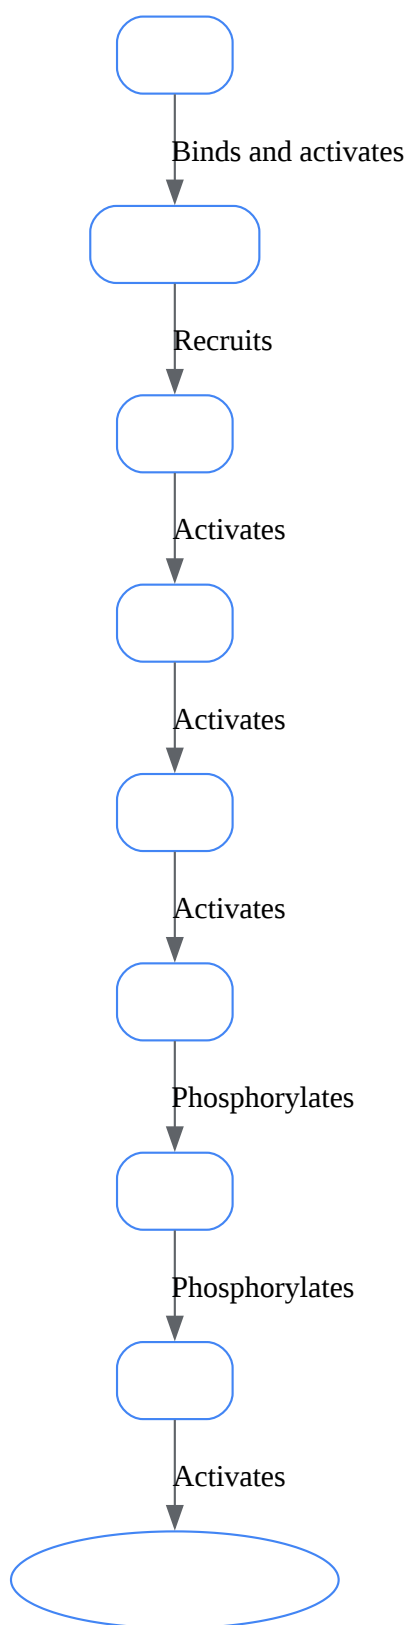 Binds and activates
Recruits
Activates
Activates
Activates
Phosphorylates
Phosphorylates
Activates